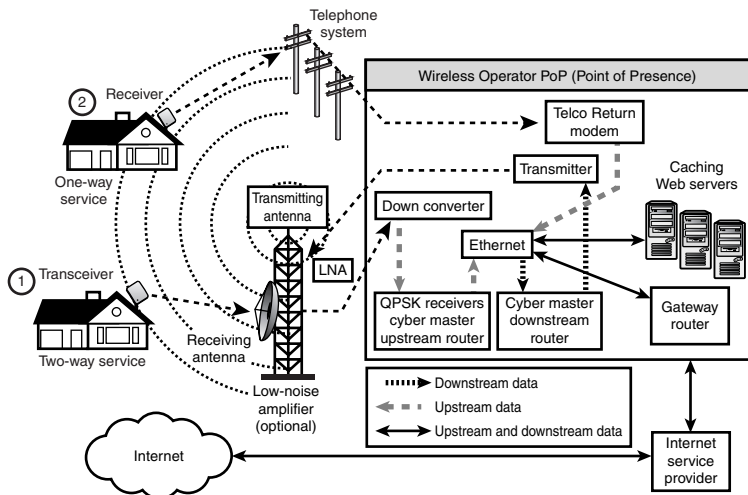 Telephone
system
2
Receiver
One-way
service
Wireless Operator PoP (Point of Presence)
Telco Return
modem
Transmitter
Caching
Web servers
Transmitting
antenna
Down converter
Ethernet
LNA
1
Transceiver
Two-way service
Receiving
antenna
QPSK receivers
cyber master
upstream router
Cyber master
downstream
router
Gateway
router
Low-noise
amplifier
(optional)
Downstream data
Upstream data
Upstream and downstream data
Internet
Internet
service
provider